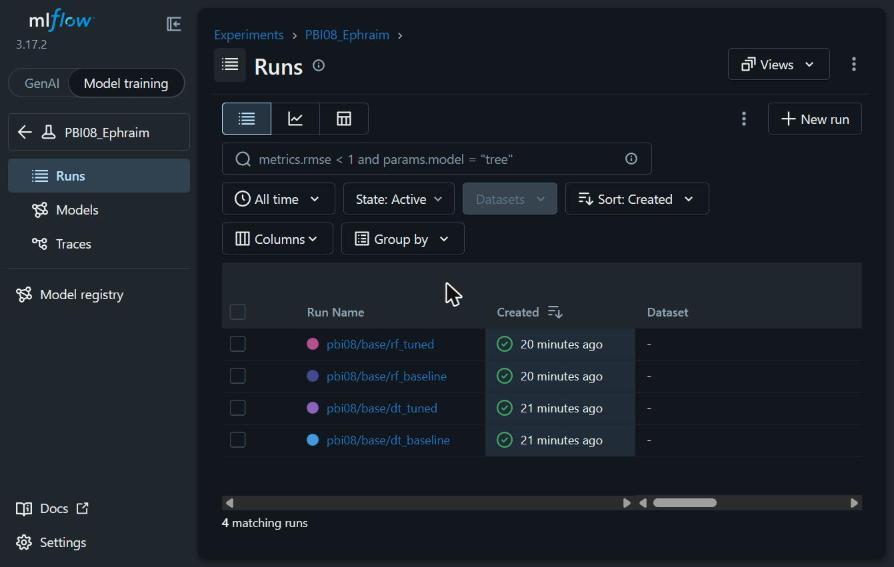 mlflow
3.17.2
GenAI Model training
PBI08_Ephraim
Runs
Models
Traces
Model registry
Docs
Settings
Experiments > PBI08_Ephraim >
Runs
Views
New run
metrics.rmse < 1 and params.model = "tree"
All time State: Active Datasets Sort: Created
Columns Group by
Run Name Created Dataset
pbi08/base/rf_tuned 20 minutes ago -
pbi08/base/rf_baseline 20 minutes ago -
pbi08/base/dt_tuned 21 minutes ago -
pbi08/base/dt_baseline 21 minutes ago -
4 matching runs